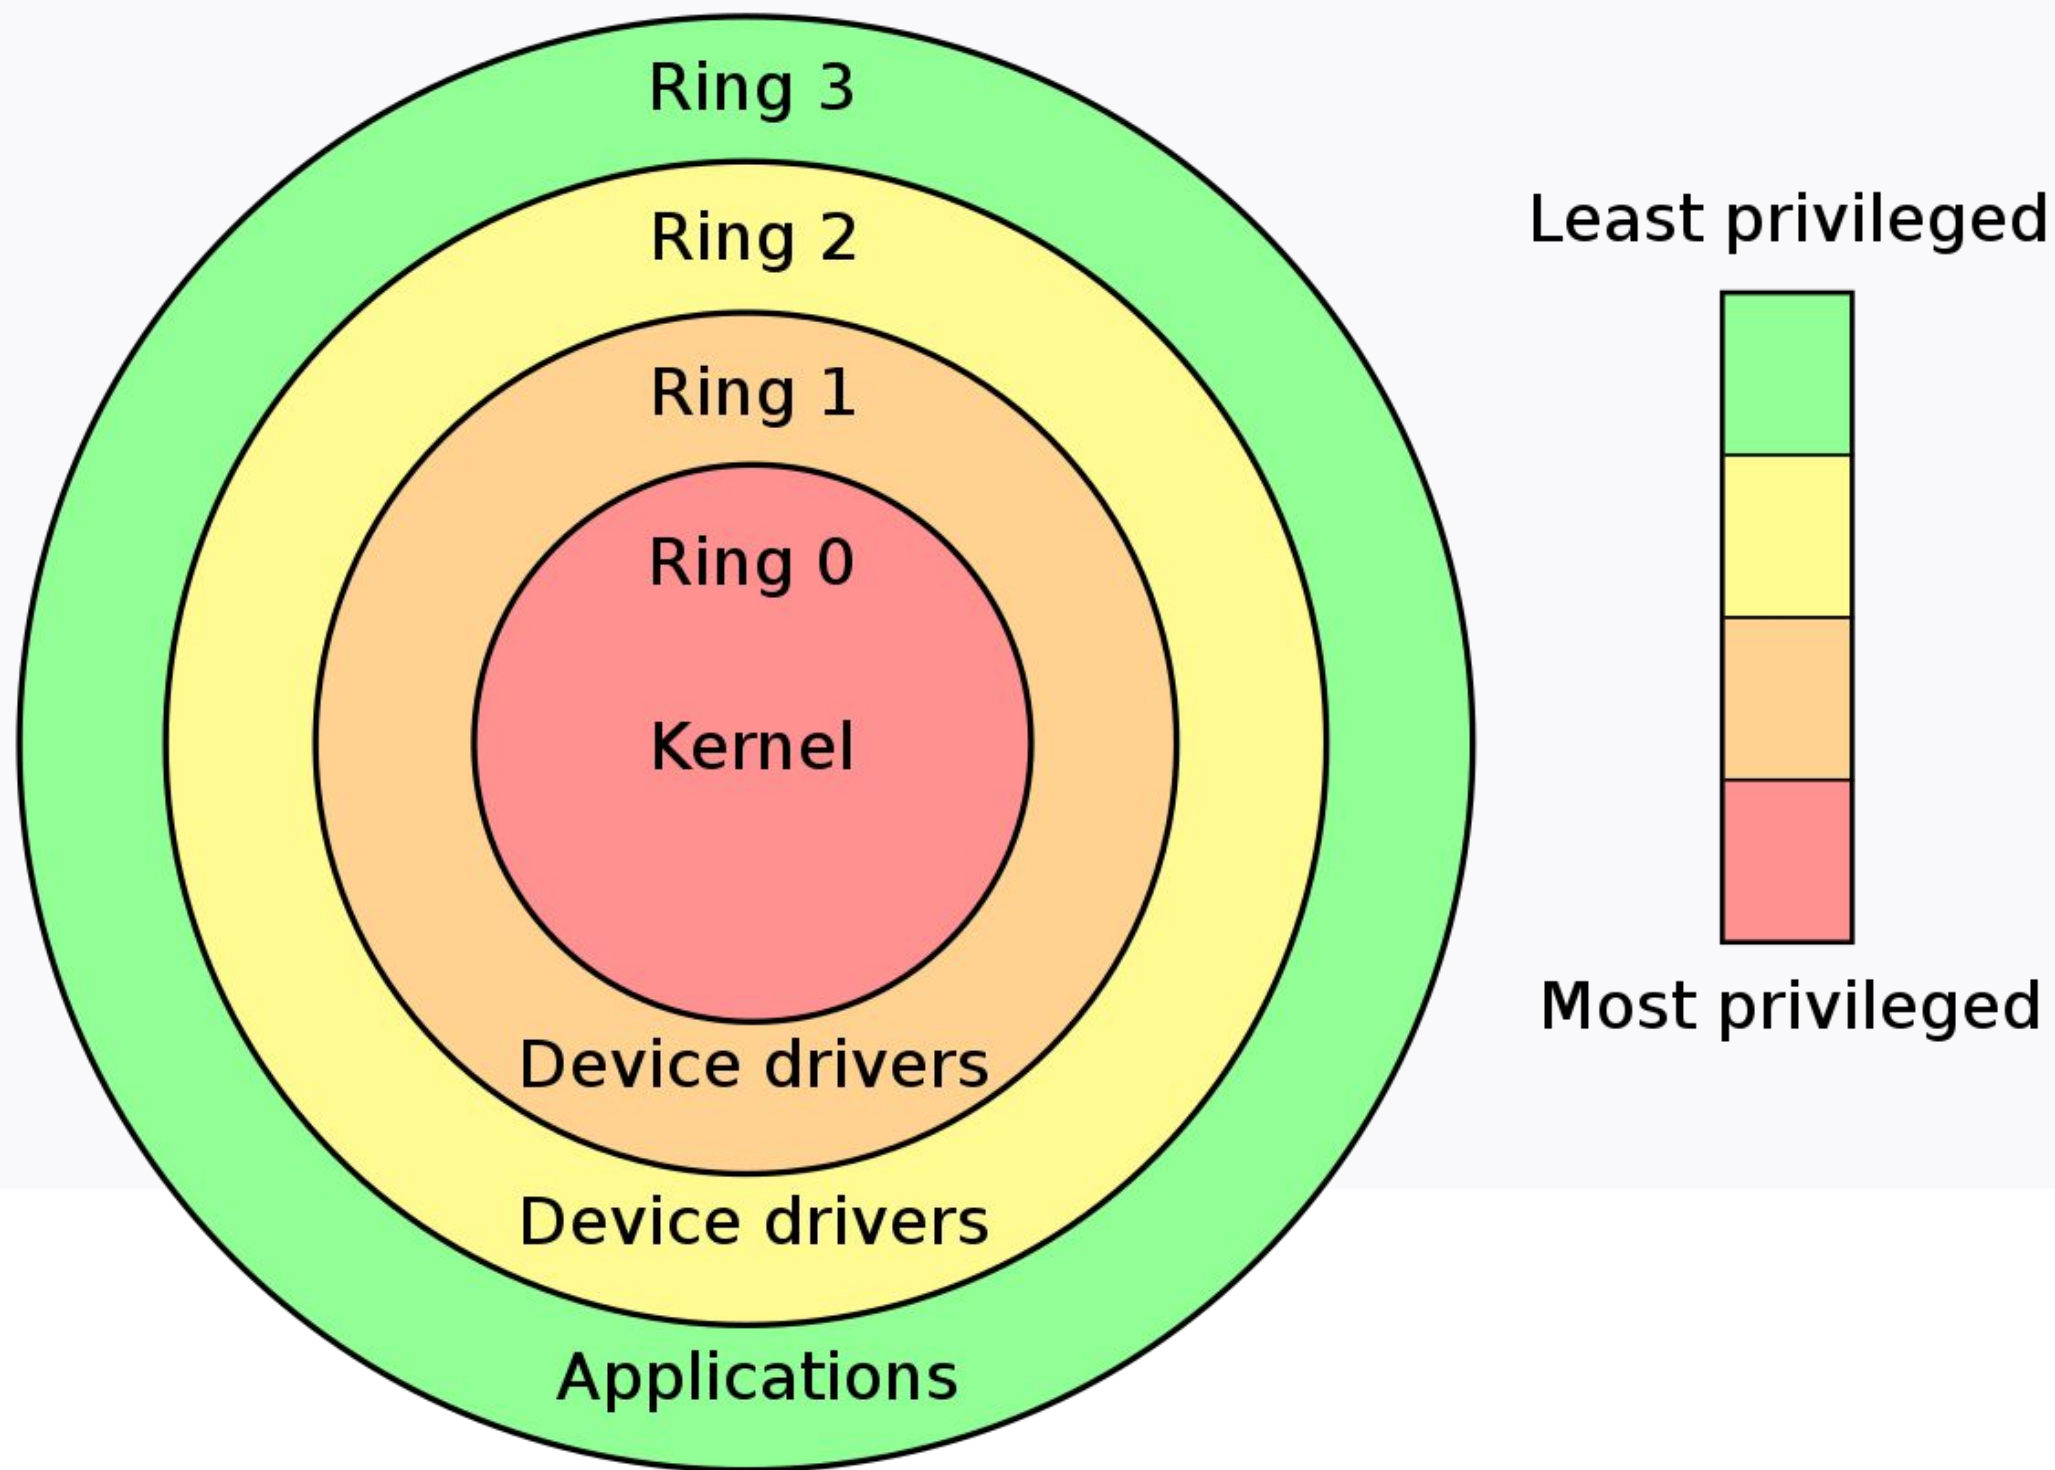 Ring 3
Ring 2
Ring 1
Ring 0
Kernel
Device drivers
Device drivers
Applications
Least privileged
Most privileged